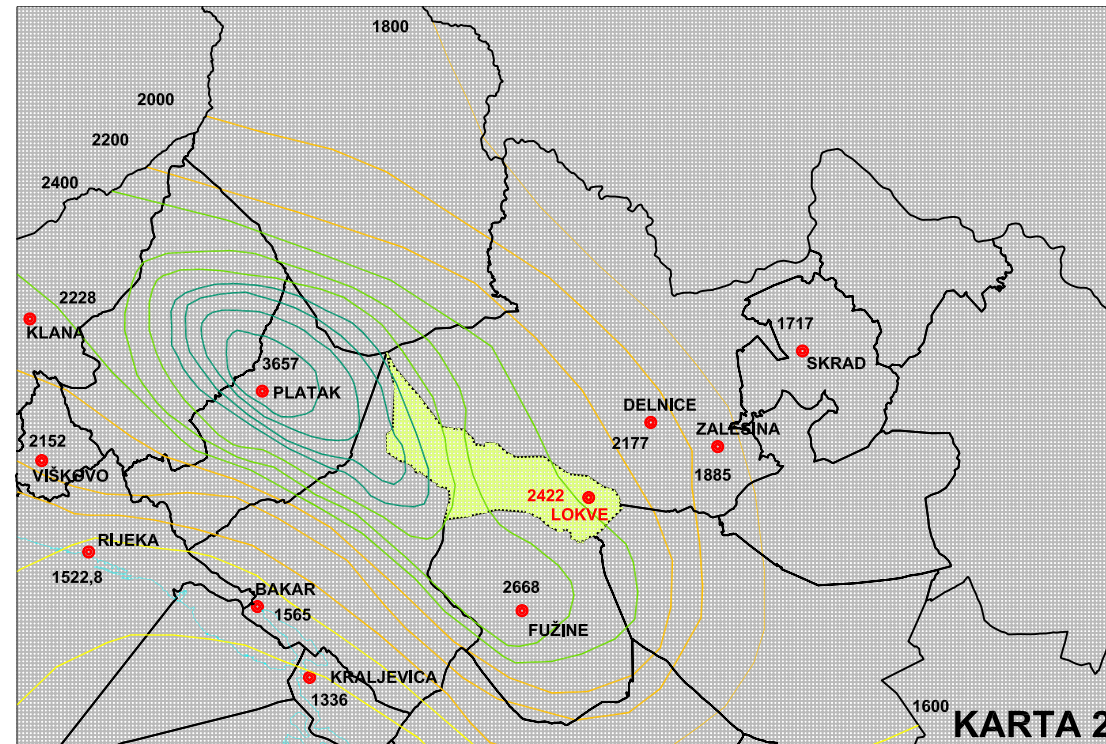 1800
2000
2200
2400
2228
KLANA
1717
SKRAD
3657
PLATAK
DELNICE
2177
ZALESINA
1885
2152
VIŠKOVO
2422
LOKVE
RIJEKA
1522,8
BAKAR
1565
2668
FUŽINE
KRALJEVICA
1336
1600
KARTA 2